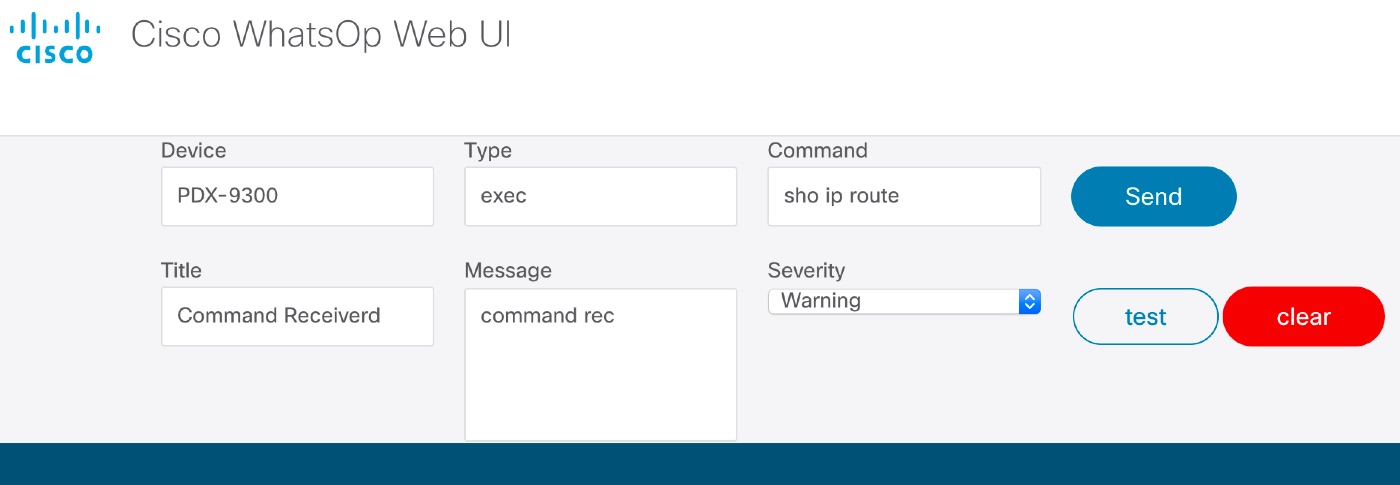 CISCO
Cisco WhatsOp Web UI
Device Type Command
PDX-9300 exec sho ip route Send
Title Message Severity
Command Receiverd command rec Warning test clear